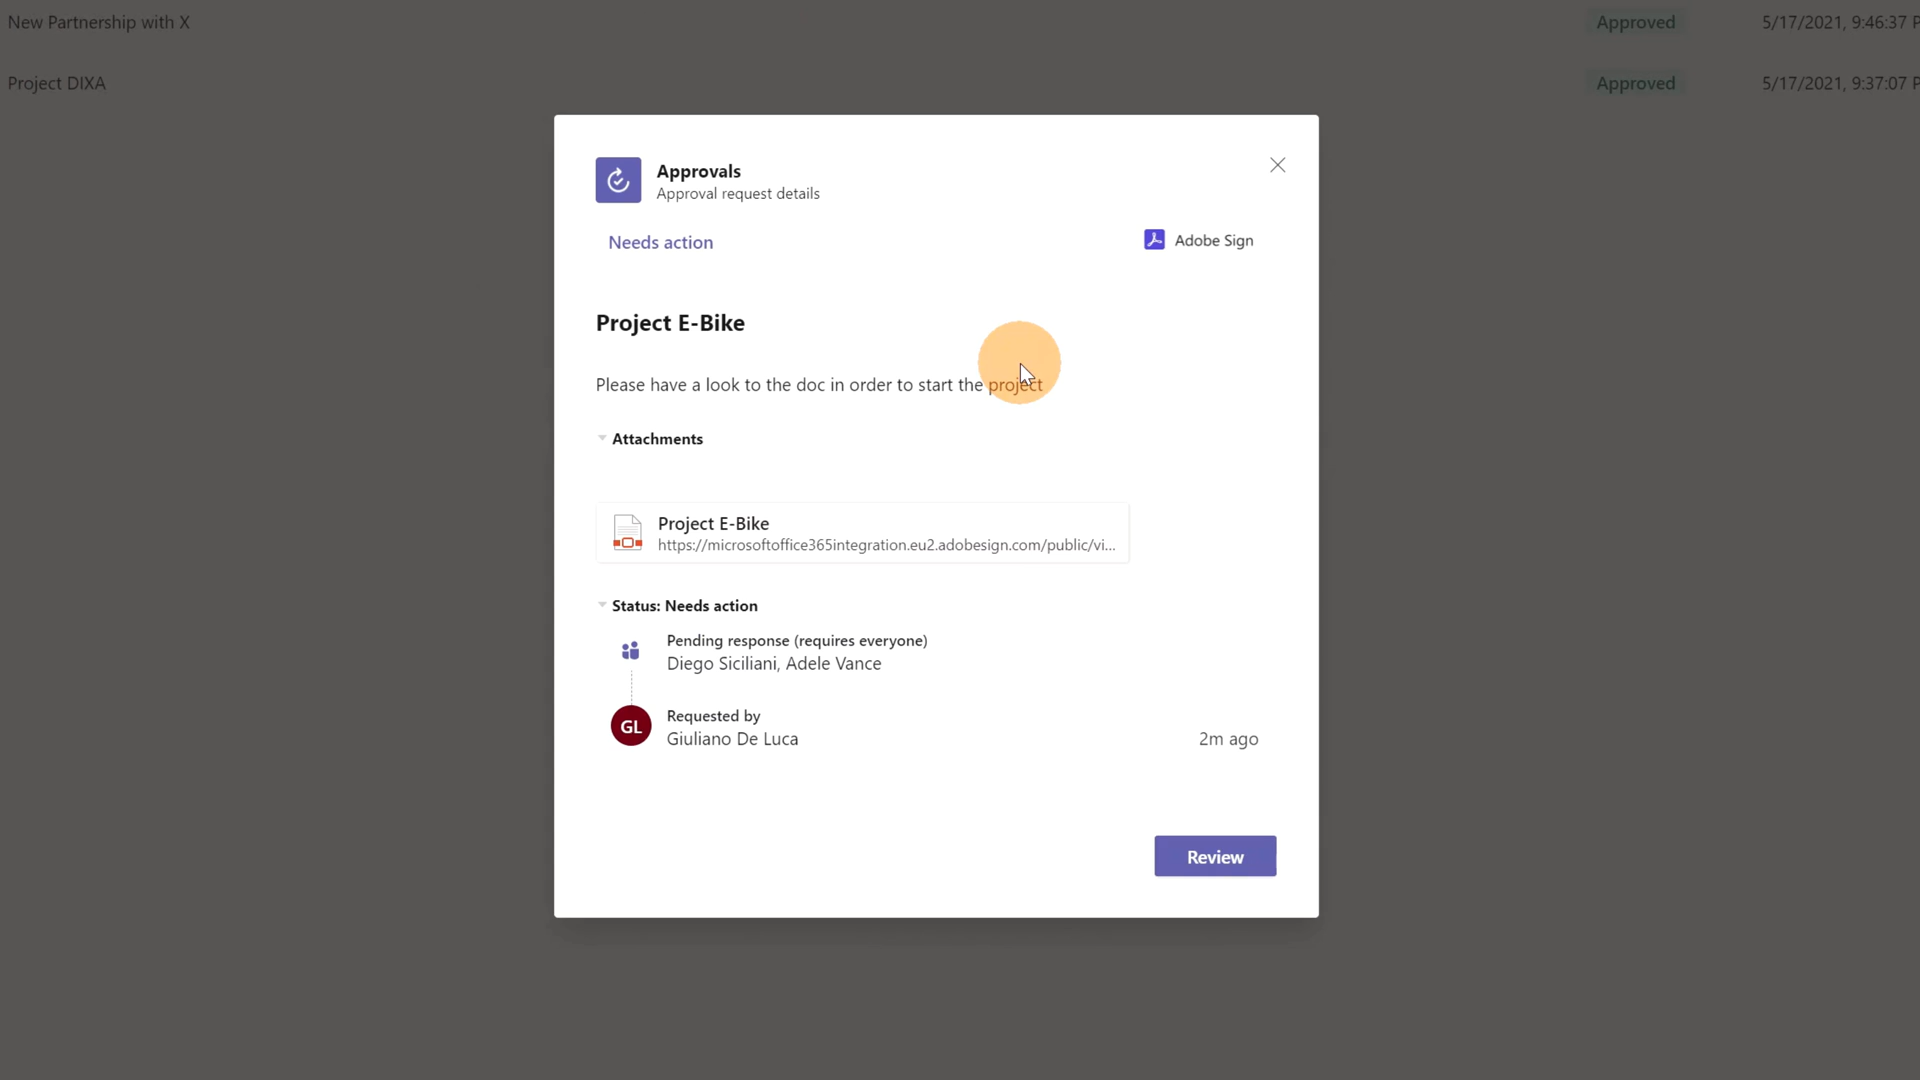 New Partnership with X
Approved
5/17/2021, 9:46:37 P
Project DIXA
Approved
5/17/2021, 9:37:07 P
Approvals
Approval request details
Needs action
Adobe Sign
Project E-Bike
Please have a look to the doc in order to start the project
Attachments
Project E-Bike
https://microsoftoffice365integration.eu2.adobesign.com/public/vi...
Status: Needs action
Pending response (requires everyone)
Diego Siciliani, Adele Vance
GL
Requested by
Giuliano De Luca
2m ago
Review